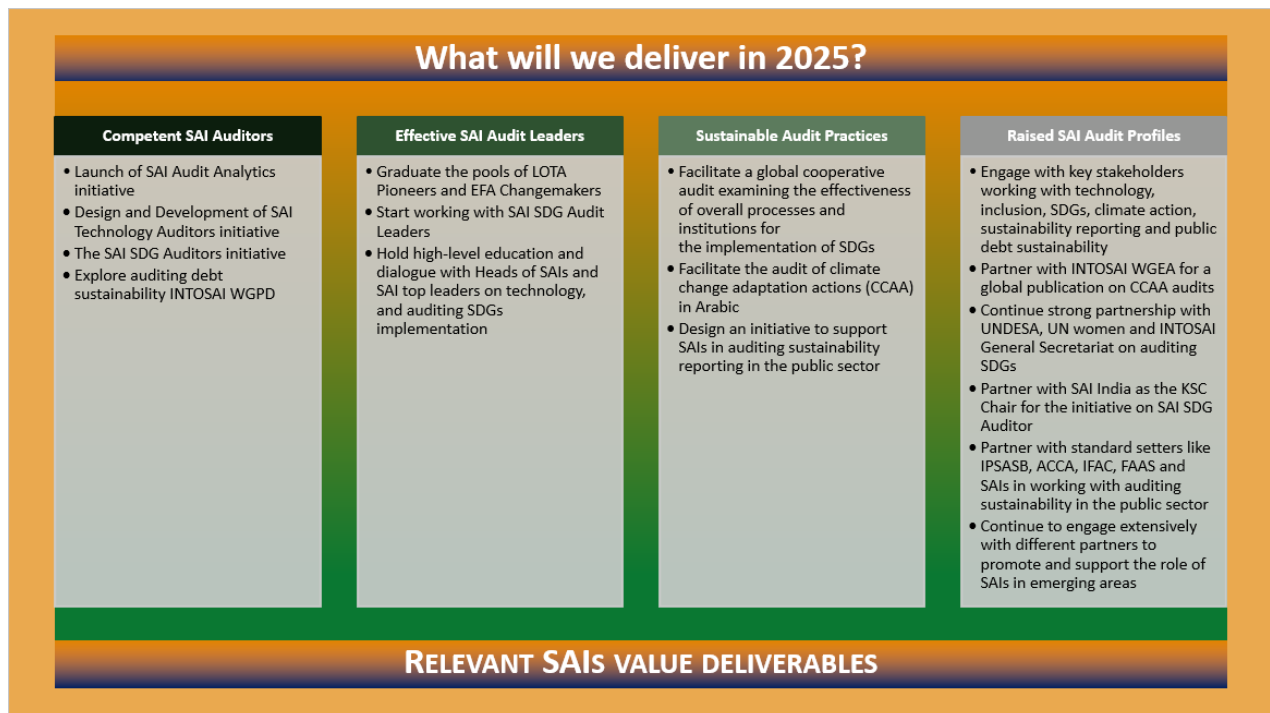 What will we deliver in 2025?
Competent SAI Auditors
• Launch of SAI Audit Analytics
initiative
• Design and Development of SAI
Technology Auditors initiative
• The SAI SDG Auditors initiative
• Explore auditing debt
sustainability INTOSAI WGPD
Effective SAI Audit Leaders
• Graduate the pools of LOTA
Pioneers and EFA Changemakers
• Start working with SAI SDG Audit
Leaders
• Hold high-level education and
dialogue with Heads of SAIs and
SAI top leaders on technology,
and auditing SDGs
implementation
Sustainable Audit Practices
• Facilitate a global cooperative
audit examining the effectiveness
of overall processes and
institutions for
the implementation of SDGs
• Facilitate the audit of climate
change adaptation actions (CCAA)
in Arabic
• Design an initiative to support
SAIs in auditing sustainability
reporting in the public sector
Raised SAI Audit Profiles
• Engage with key stakeholders
working with technology,
inclusion, SDGs, climate action,
sustainability reporting and public
debt sustainability
• Partner with INTOSAI WGEA for a
global publication on CCAA audits
• Continue strong partnership with
UNDESA, UN women and INTOSAI
General Secretariat on auditing
SDGs
• Partner with SAI India as the KSC
Chair for the initiative on SAI SDG
Auditor
• Partner with standard setters like
IPSASB, ACCA, IFAC, FAAS and
SAIs in working with auditing
sustainability in the public sector
• Continue to engage extensively
with different partners to
promote and support the role of
SAIs in emerging areas
RELEVANT SAIS VALUE DELIVERABLES